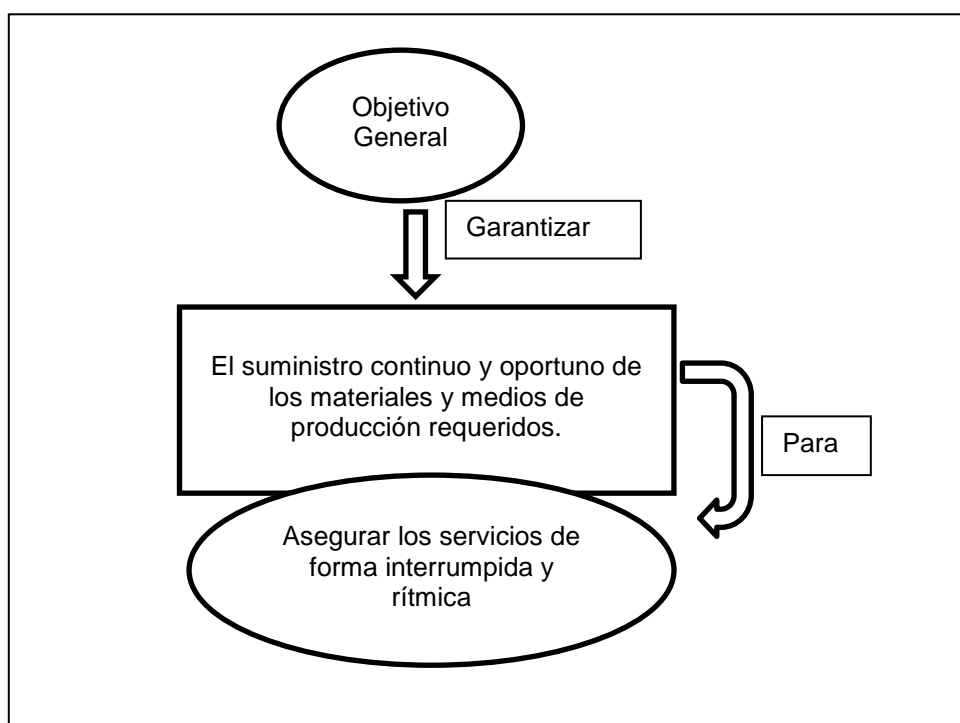 Objetivo
General
Garantizar
El suministro continuo y oportuno de
los materiales y medios de
producción requeridos.
Para
Asegurar los servicios de
forma interrumpida y
rítmica